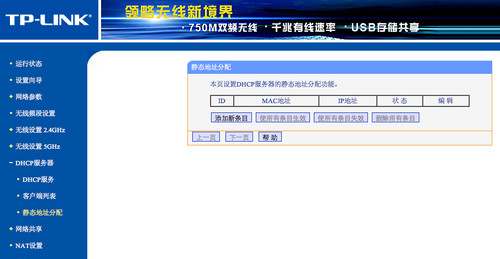 TP-LINK
领略无线新境界
·750M双频无线 ·千兆有线速率 ·USB存储共享
运行状态
设置向导
网络参数
无线频段设置
无线设置 2.4GHz
无线设置 5GHz
DHCP服务器
DHCP服务
客户端列表
静态地址分配
网络共享
NAT设置
静态地址分配
本页设置DHCP服务器的静态地址分配功能。
ID MAC地址 IP地址 状 态 编 辑
添加新条目 使所有条目生效 使所有条目失效 删除所有条目
上一页 下一页 帮 助